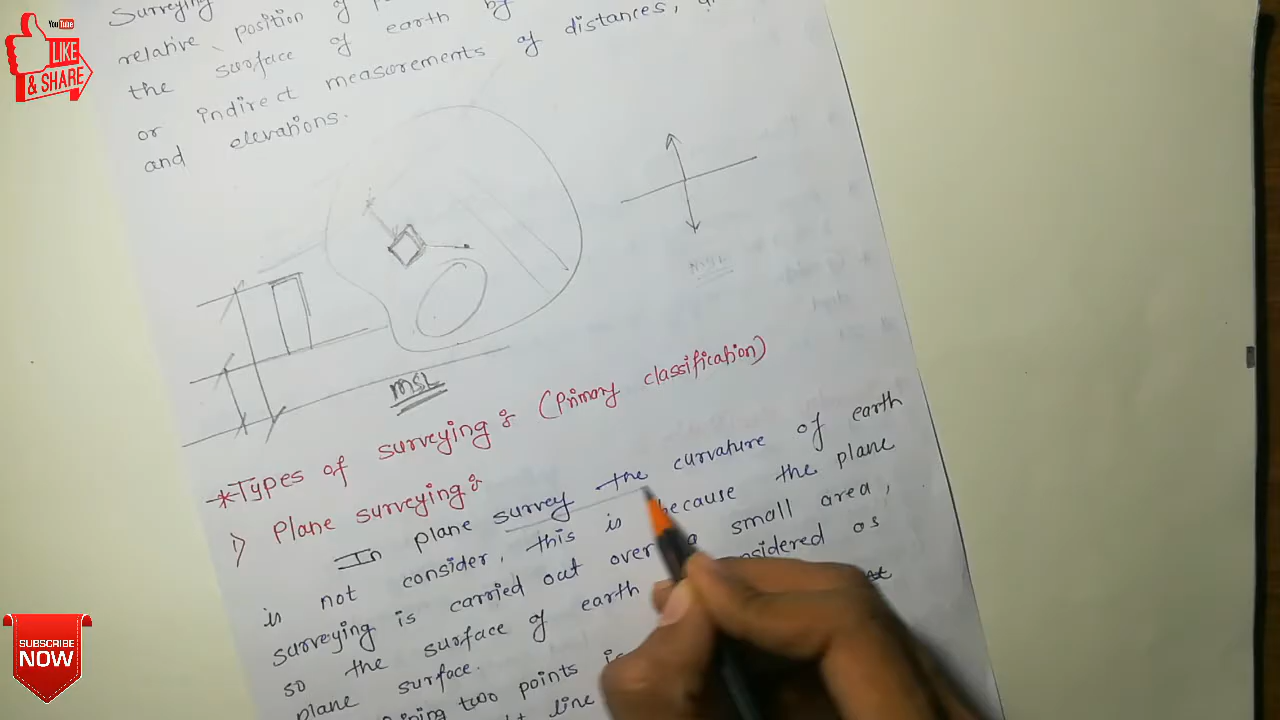 YouTube
LIKE
& SHARE
Surveying
relative position of
the surface of earth by
or indirect measurements of distances,
and elevations.
MSL
*Types of surveying: (Primary classification)
1) Plane surveying:
In plane survey the curvature of earth
is not consider, this is because the plane
surveying is carried out over a small area,
so the surface of earth considered as
plane surface.
two points is
line
SUBSCRIBE
NOW